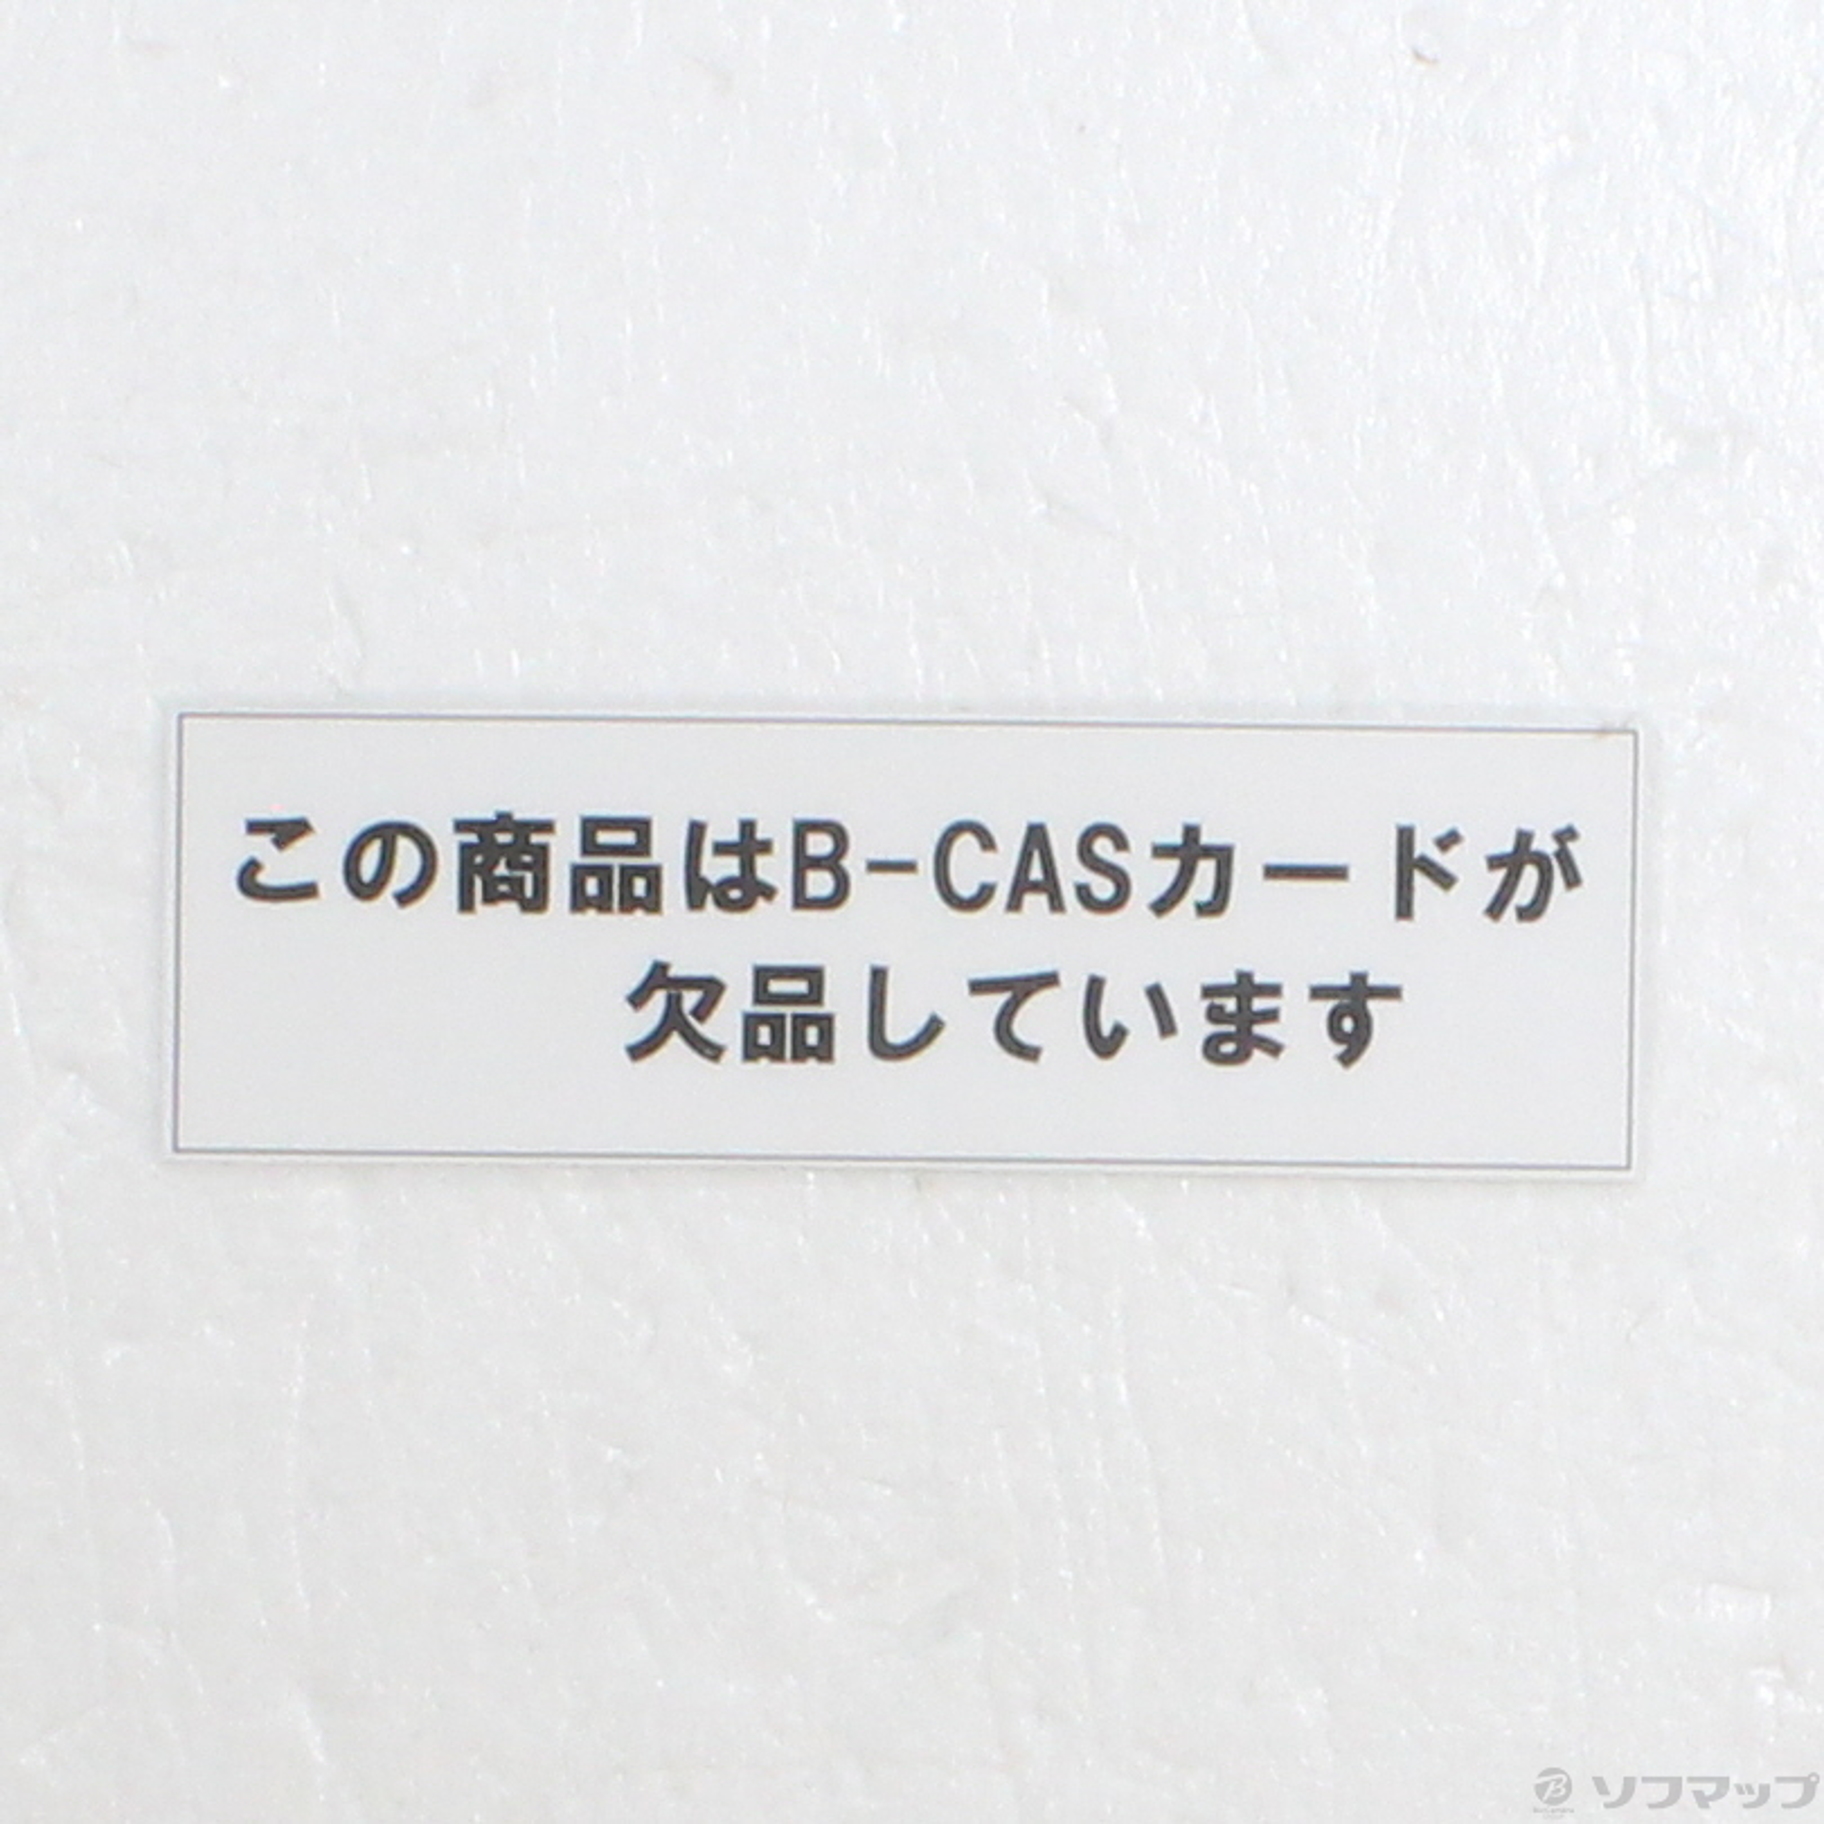 この商品はB-CASカードが
欠品しています
ソフマップ